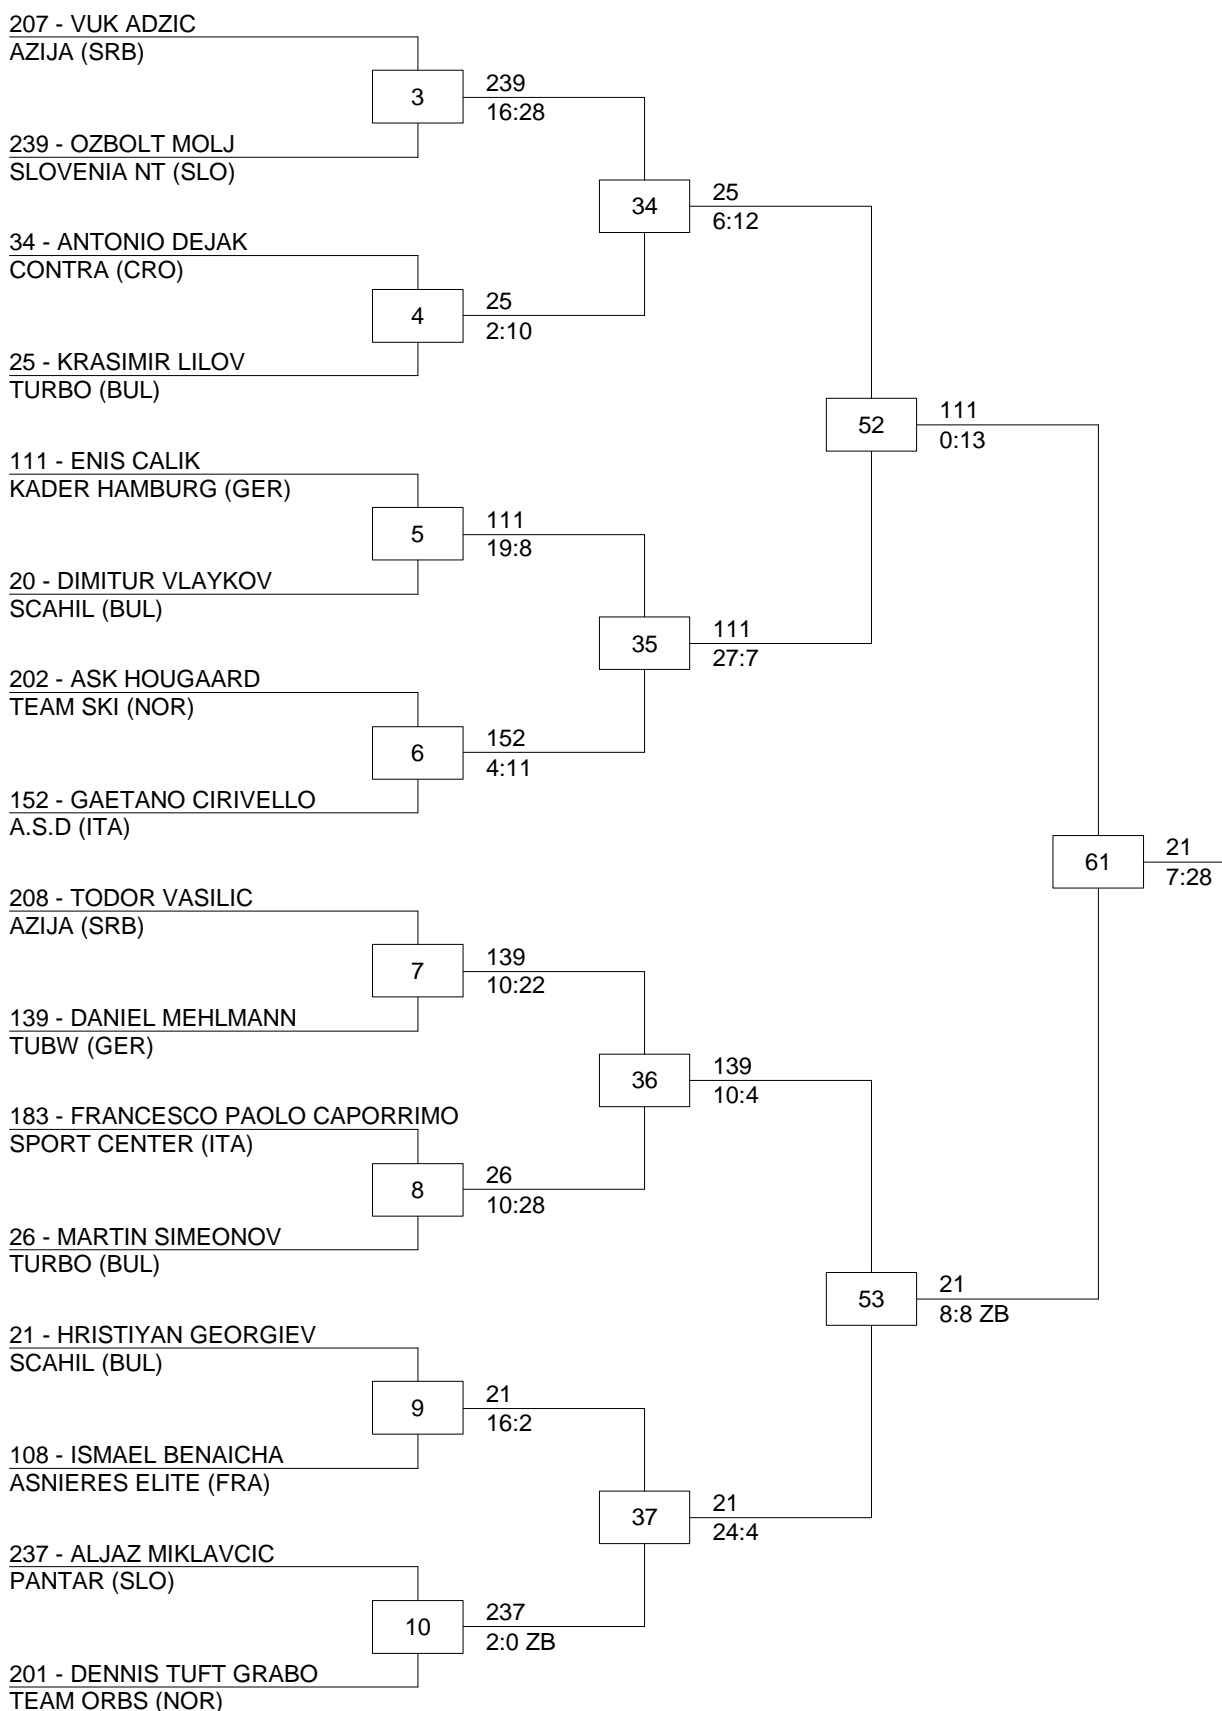 207 - VUK ADZIC
AZIJA (SRB)
3
239
16:28
239 - OZBOLT MOLJ
SLOVENIA NT (SLO)
34
25
6:12
34 - ANTONIO DEJAK
CONTRA (CRO)
4
25
2:10
25 - KRASIMIR LILOV
TURBO (BUL)
52
111
0:13
111 - ENIS CALIK
KADER HAMBURG (GER)
5
111
19:8
20 - DIMITUR VLAYKOV
SCAHIL (BUL)
35
111
27:7
202 - ASK HOUGAARD
TEAM SKI (NOR)
6
152
4:11
152 - GAETANO CIRIVELLO
A.S.D (ITA)
61
21
7:28
208 - TODOR VASILIC
AZIJA (SRB)
7
139
10:22
139 - DANIEL MEHLMANN
TUBW (GER)
36
139
10:4
183 - FRANCESCO PAOLO CAPORRIMO
SPORT CENTER (ITA)
8
26
10:28
26 - MARTIN SIMEONOV
TURBO (BUL)
53
21
8:8 ZB
21 - HRISTIYAN GEORGIEV
SCAHIL (BUL)
9
21
16:2
108 - ISMAEL BENAICHA
ASNIERES ELITE (FRA)
37
21
24:4
237 - ALJAZ MIKLAVCIC
PANTAR (SLO)
10
237
2:0 ZB
201 - DENNIS TUFT GRABO
TEAM ORBS (NOR)